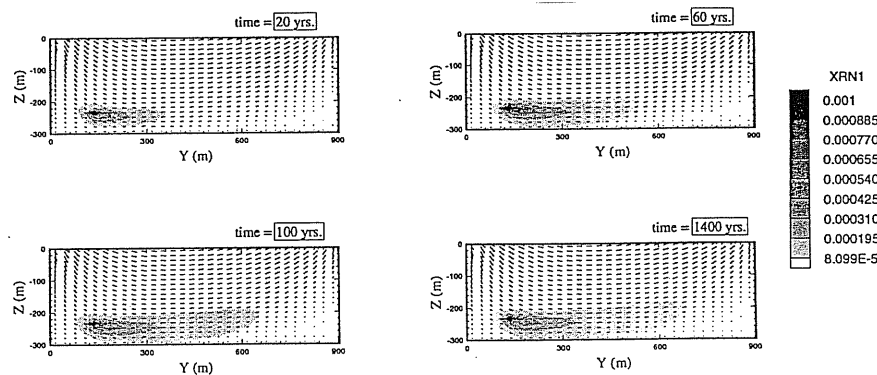 time = 20 yrs.
0
-100
-200
-300
Z (m)
0
300
600
900
Y (m)
time = 60 yrs.
0
-100
-200
-300
Z (m)
0
300
600
900
Y (m)
time = 100 yrs.
0
-100
-200
-300
Z (m)
0
300
600
900
Y (m)
time = 1400 yrs.
0
-100
-200
-300
Z (m)
0
300
600
900
Y (m)
XRN1
0.001
0.000885
0.000770
0.000655
0.000540
0.000425
0.000310
0.000195
8.099E-5